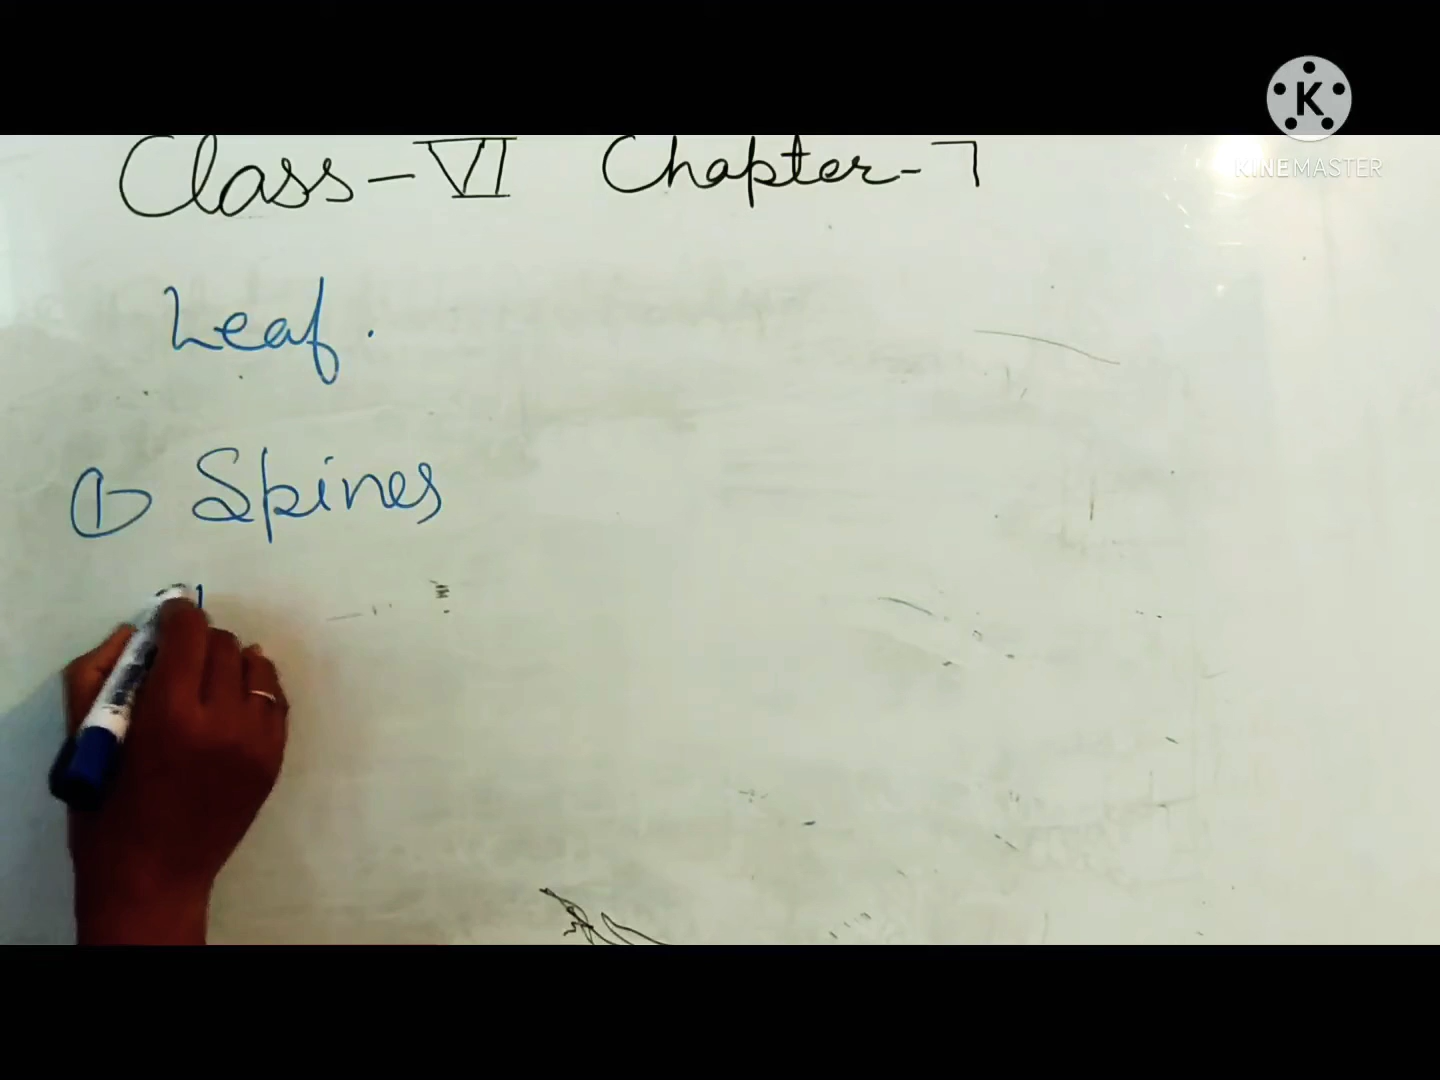 K
KINEMASTER
Class-VI Chapter-7
Leaf.
① Spines